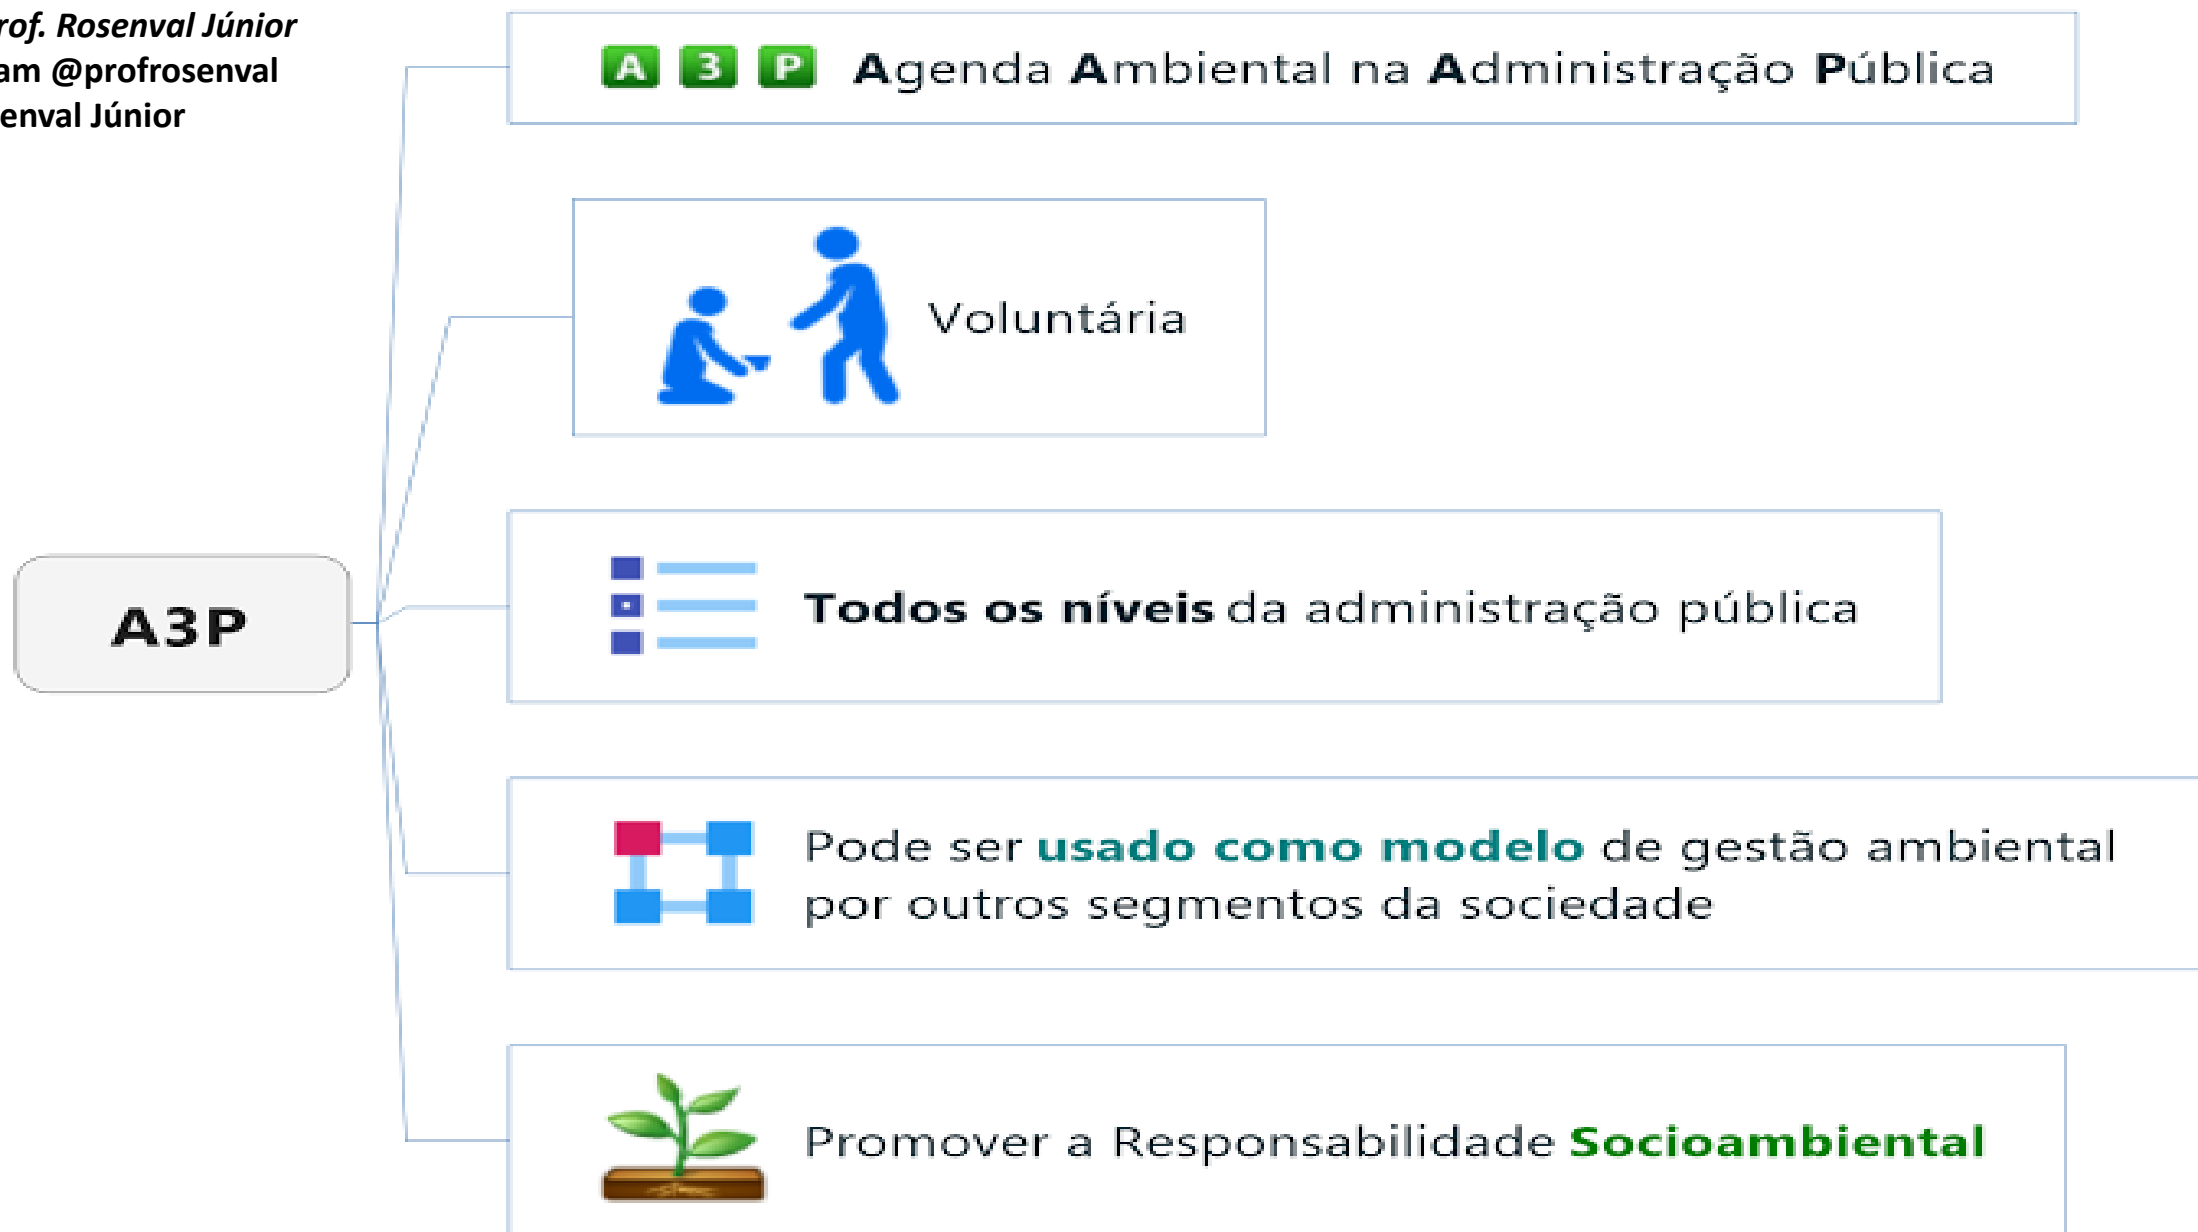 rof. Rosenval Júnior
am @profrosenval
enval Júnior
A 3 P Agenda Ambiental na Administração Pública
Voluntária
Todos os níveis da administração pública
A3P
Pode ser usado como modelo de gestão ambiental
por outros segmentos da sociedade
Promover a Responsabilidade Socioambiental